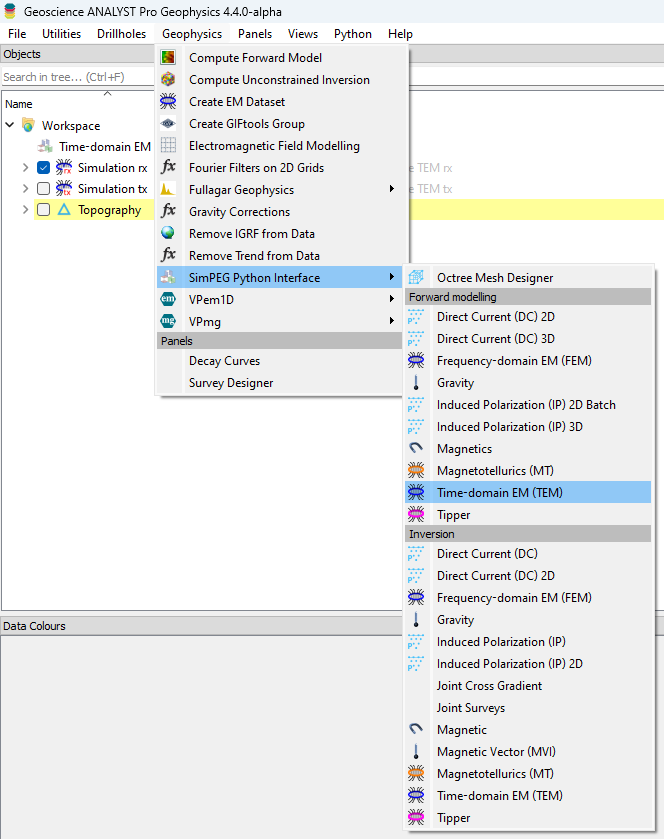 Geoscience ANALYST Pro Geophysics 4.4.0-alpha
File Utilities Drillholes Geophysics Panels Views Python Help
Objects
Search in tree... (Ctrl+F)
Name
Workspace
Time-domain EM
Simulation rx
e TEM rx
Simulation tx
e TEM tx
Topography
Compute Forward Model
Compute Unconstrained Inversion
Create EM Dataset
Create GIFtools Group
Electromagnetic Field Modelling
Fourier Filters on 2D Grids
Fullagar Geophysics
Gravity Corrections
Remove IGRF from Data
Remove Trend from Data
SimPEG Python Interface
VPem1D
VPmg
Panels
Decay Curves
Survey Designer
Octree Mesh Designer
Forward modelling
Direct Current (DC) 2D
Direct Current (DC) 3D
Frequency-domain EM (FEM)
Gravity
Induced Polarization (IP) 2D Batch
Induced Polarization (IP) 3D
Magnetics
Magnetotellurics (MT)
Time-domain EM (TEM)
Tipper
Inversion
Direct Current (DC)
Direct Current (DC) 2D
Frequency-domain EM (FEM)
Gravity
Induced Polarization (IP)
Induced Polarization (IP) 2D
Joint Cross Gradient
Joint Surveys
Magnetic
Magnetic Vector (MVI)
Magnetotellurics (MT)
Time-domain EM (TEM)
Tipper
Data Colours